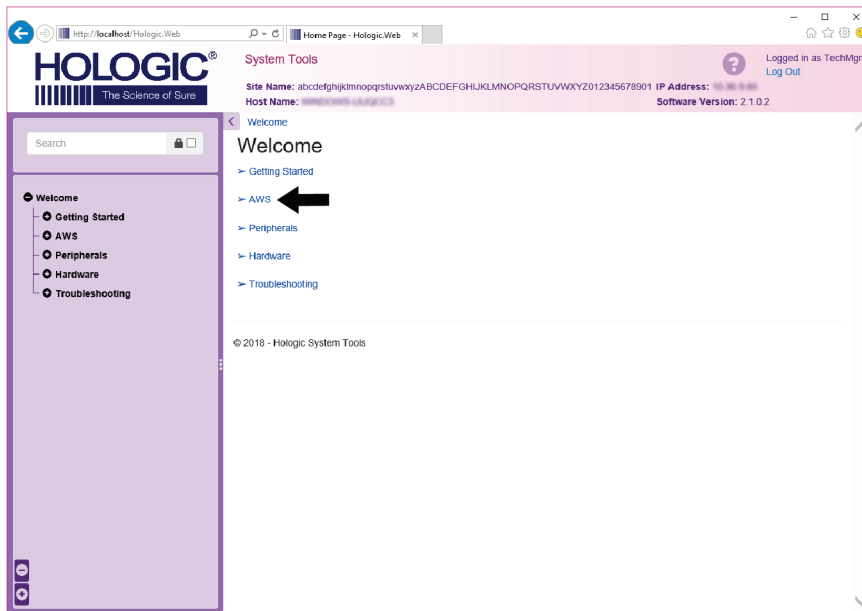 http://localhost/Hologic.Web
Home Page - Hologic.Web
HOLOGIC®
The Science of Sure
System Tools
?
Logged in as TechMgr
Log Out
Site Name: abcdefghijklmnopqrstuvwxyzABCDEFGHIJKLMNOPQRSTUVWXYZ012345678901 IP Address:
Host Name:
Software Version: 2.1.0.2
Search
Welcome
Getting Started
AWS
Peripherals
Hardware
Troubleshooting
Welcome
Welcome
➢ Getting Started
➢ AWS
➢ Peripherals
➢ Hardware
➢ Troubleshooting
© 2018 - Hologic System Tools